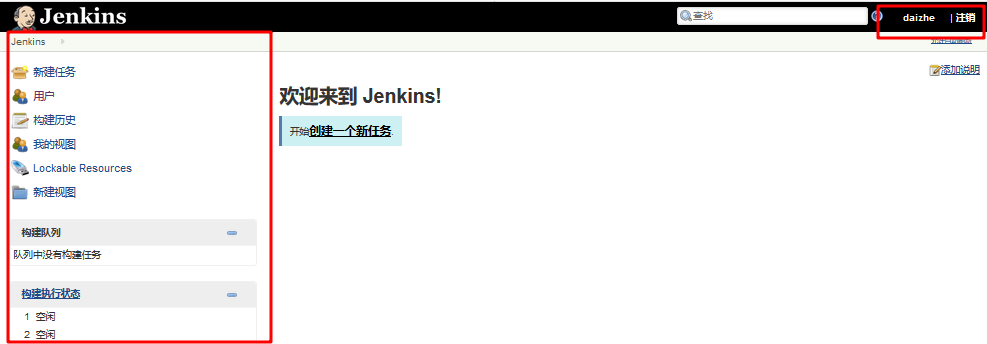 Jenkins
查找
daizhe | 注销
Jenkins
添加说明
新建任务
用户
构建历史
我的视图
Lockable Resources
新建视图
欢迎来到 Jenkins!
开始创建一个新任务.
构建队列
队列中没有构建任务
构建执行状态
1 空闲
2 空闲